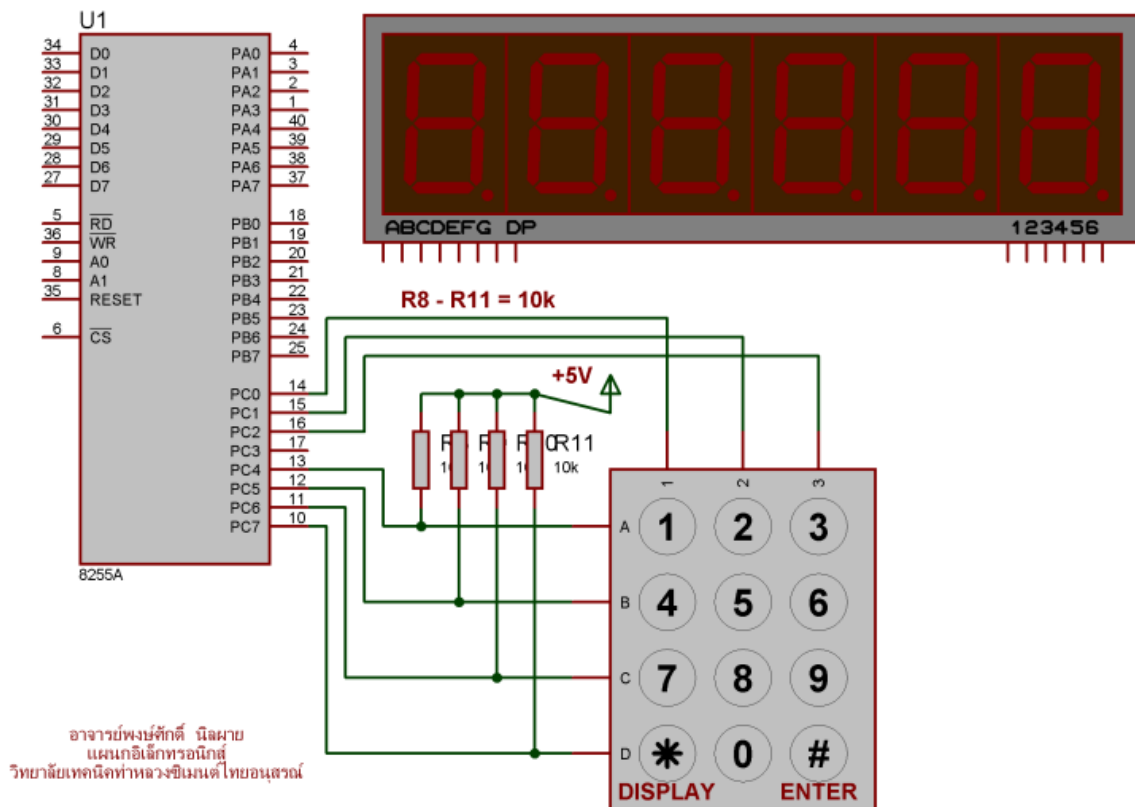 U1
34 D0 PA0 4
33 D1 PA1 3
32 D2 PA2 2
31 D3 PA3 1
30 D4 PA4 40
29 D5 PA5 39
28 D6 PA6 38
27 D7 PA7 37
5 RD PB0 18
36 WR PB1 19
9 A0 PB2 20
8 A1 PB3 21
35 RESET PB4 22
PB5 23
6 CS PB6 24
PB7 25
PC0 14
PC1 15
PC2 16
PC3 17
PC4 13
PC5 12
PC6 11
PC7 10
8255A
ABCDEFG DP
123456
R8 - R11 = 10k
+5V
R11
10k
1 2 3
A 1 2 3
B 4 5 6
C 7 8 9
D * 0 #
DISPLAY ENTER
อาจารย์พงษ์ศักดิ์ นิลผาย
แผนกอิเล็กทรอนิกส์
วิทยาลัยเทคนิคท่าหลวงซิเมนต์ไทยอนุสรณ์